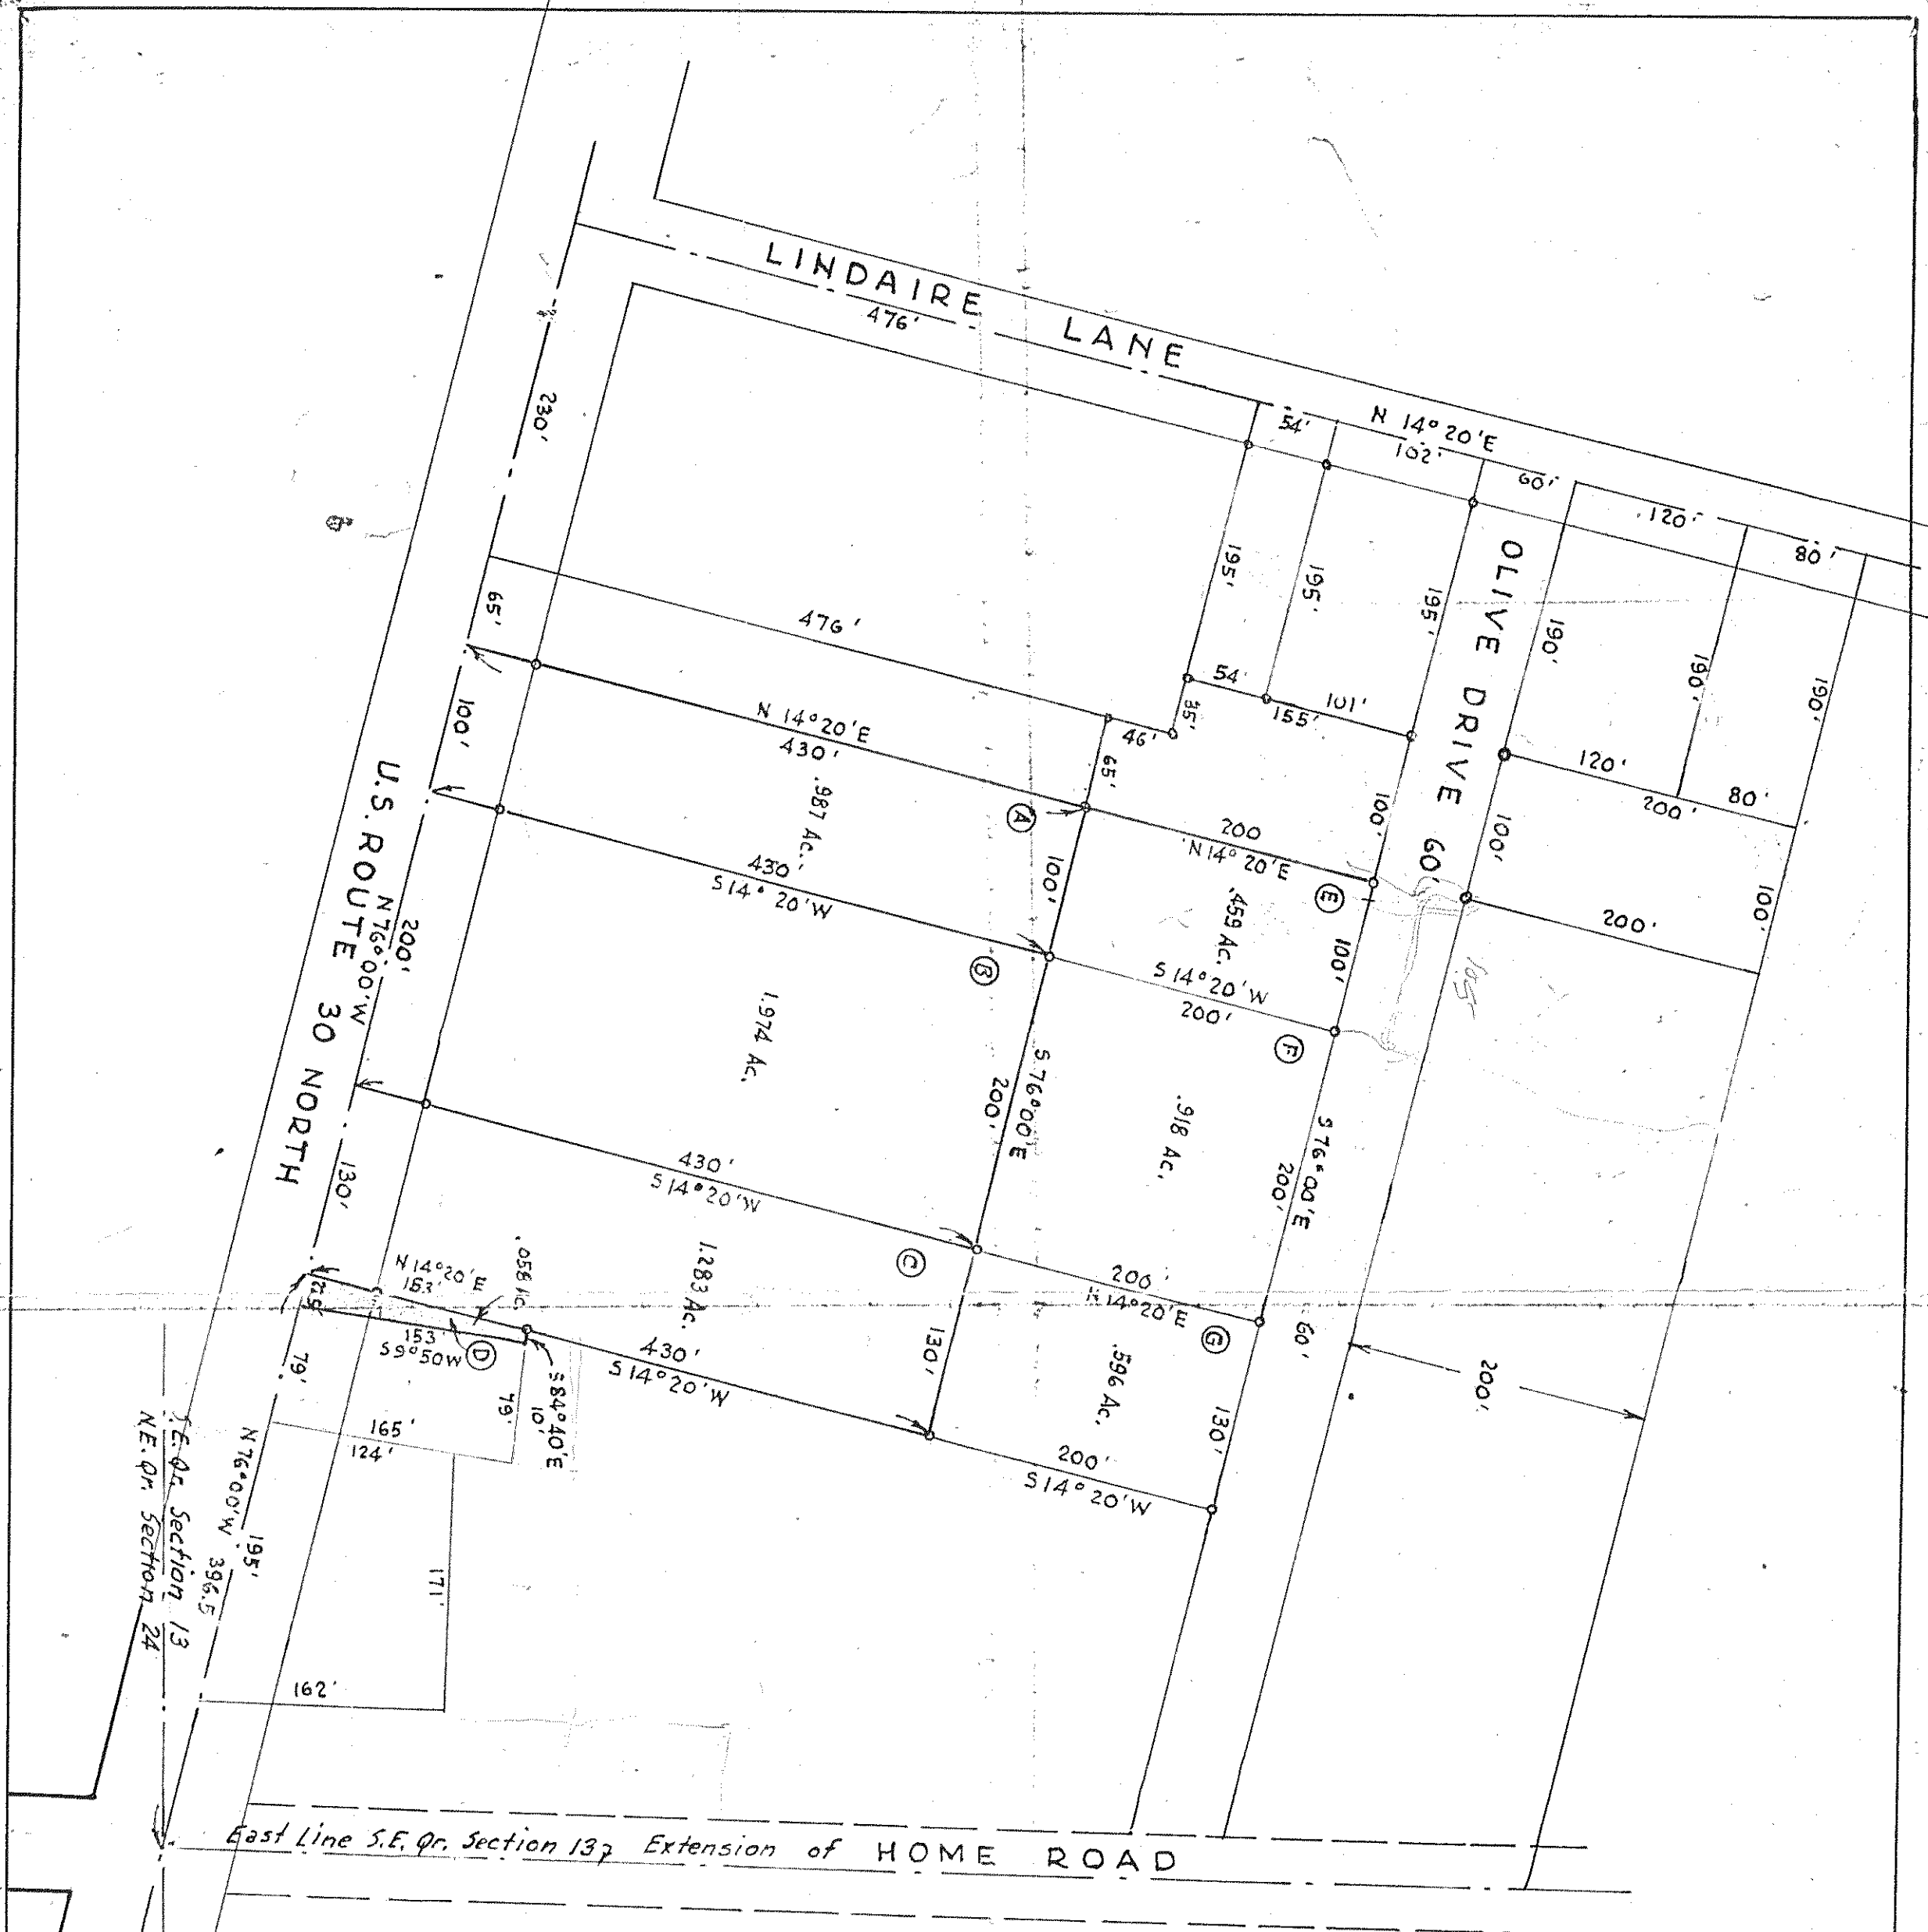 LINDAIRE LANE
476'
N 14° 20' E
54'
102'
60'
120'
80'
230'
195'
195'
195'
OLIVE DRIVE 60'
190'
190'
190'
65'
476'
54'
101'
155'
35'
46'
65'
120'
80'
200'
100'
N 14° 20' E
430'
.987 Ac.
A
100'
100'
100'
200
N 14° 20' E
E
.459 Ac.
200'
100'
430'
S 14° 20' W
100'
B
S 14° 20' W
200'
F
105
U.S. ROUTE 30 NORTH
200'
N 76° 00' W
1.974 Ac.
S 76° 00' E
200'
.918 Ac.
S 76° 00' E
200'
430'
S 14° 20' W
C
200'
N 14° 20' E
G
60'
200'
130'
1.283 Ac.
130'
.596 Ac.
130'
N 14° 20' E
153'
.058 Ac.
153'
S 9° 50' W
D
430'
S 14° 20' W
200'
S 14° 20' W
S 84° 40' E
10'
79'
79'
165'
124'
171'
162'
195'
N 76° 00' W 396.5
S.E. Qr. Section 13
N.E. Qr. Section 24
East Line S.E. Qr. Section 13, Extension of HOME ROAD